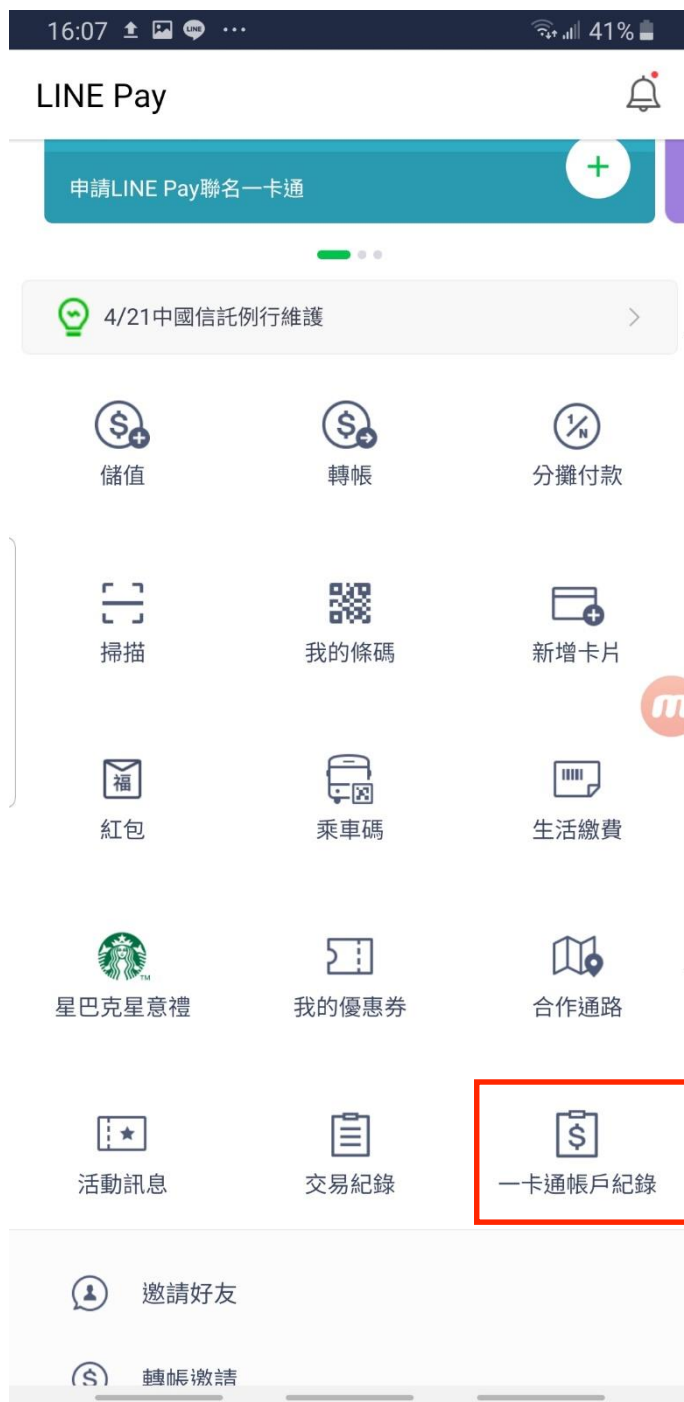 16:07 LINE ... 41%
LINE Pay
申請LINE Pay聯名一卡通
+
4/21中國信託例行維護
儲值 轉帳 分攤付款
掃描 我的條碼 新增卡片
福
紅包 乘車碼 生活繳費
TM
星巴克星意禮 我的優惠券 合作通路
活動訊息 交易紀錄 一卡通帳戶紀錄
邀請好友
轉帳邀請